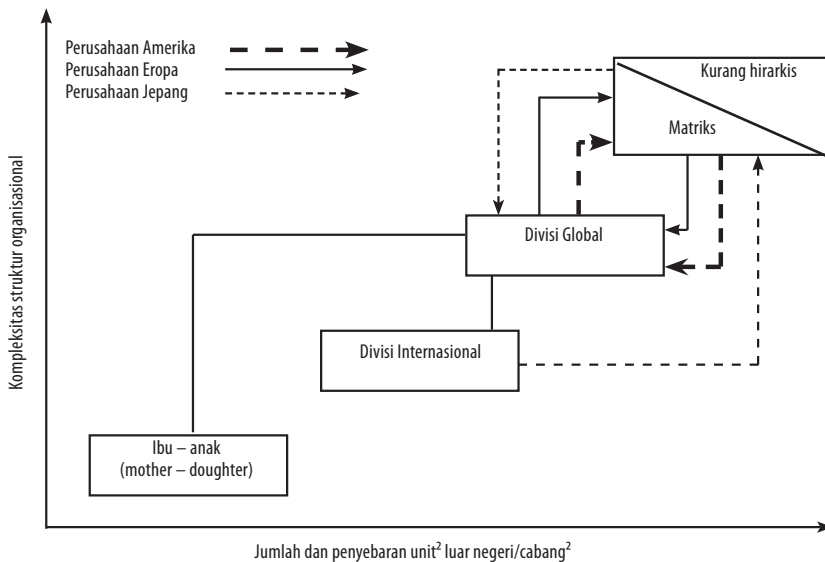 Perusahaan Amerika
Perusahaan Eropa
Perusahaan Jepang
Kurang hirarkis
Matriks
Divisi Global
Divisi Internasional
Ibu – anak
(mother – doughter)
Kompleksitas struktur organisasional
Jumlah dan penyebaran unit² luar negeri/cabang²